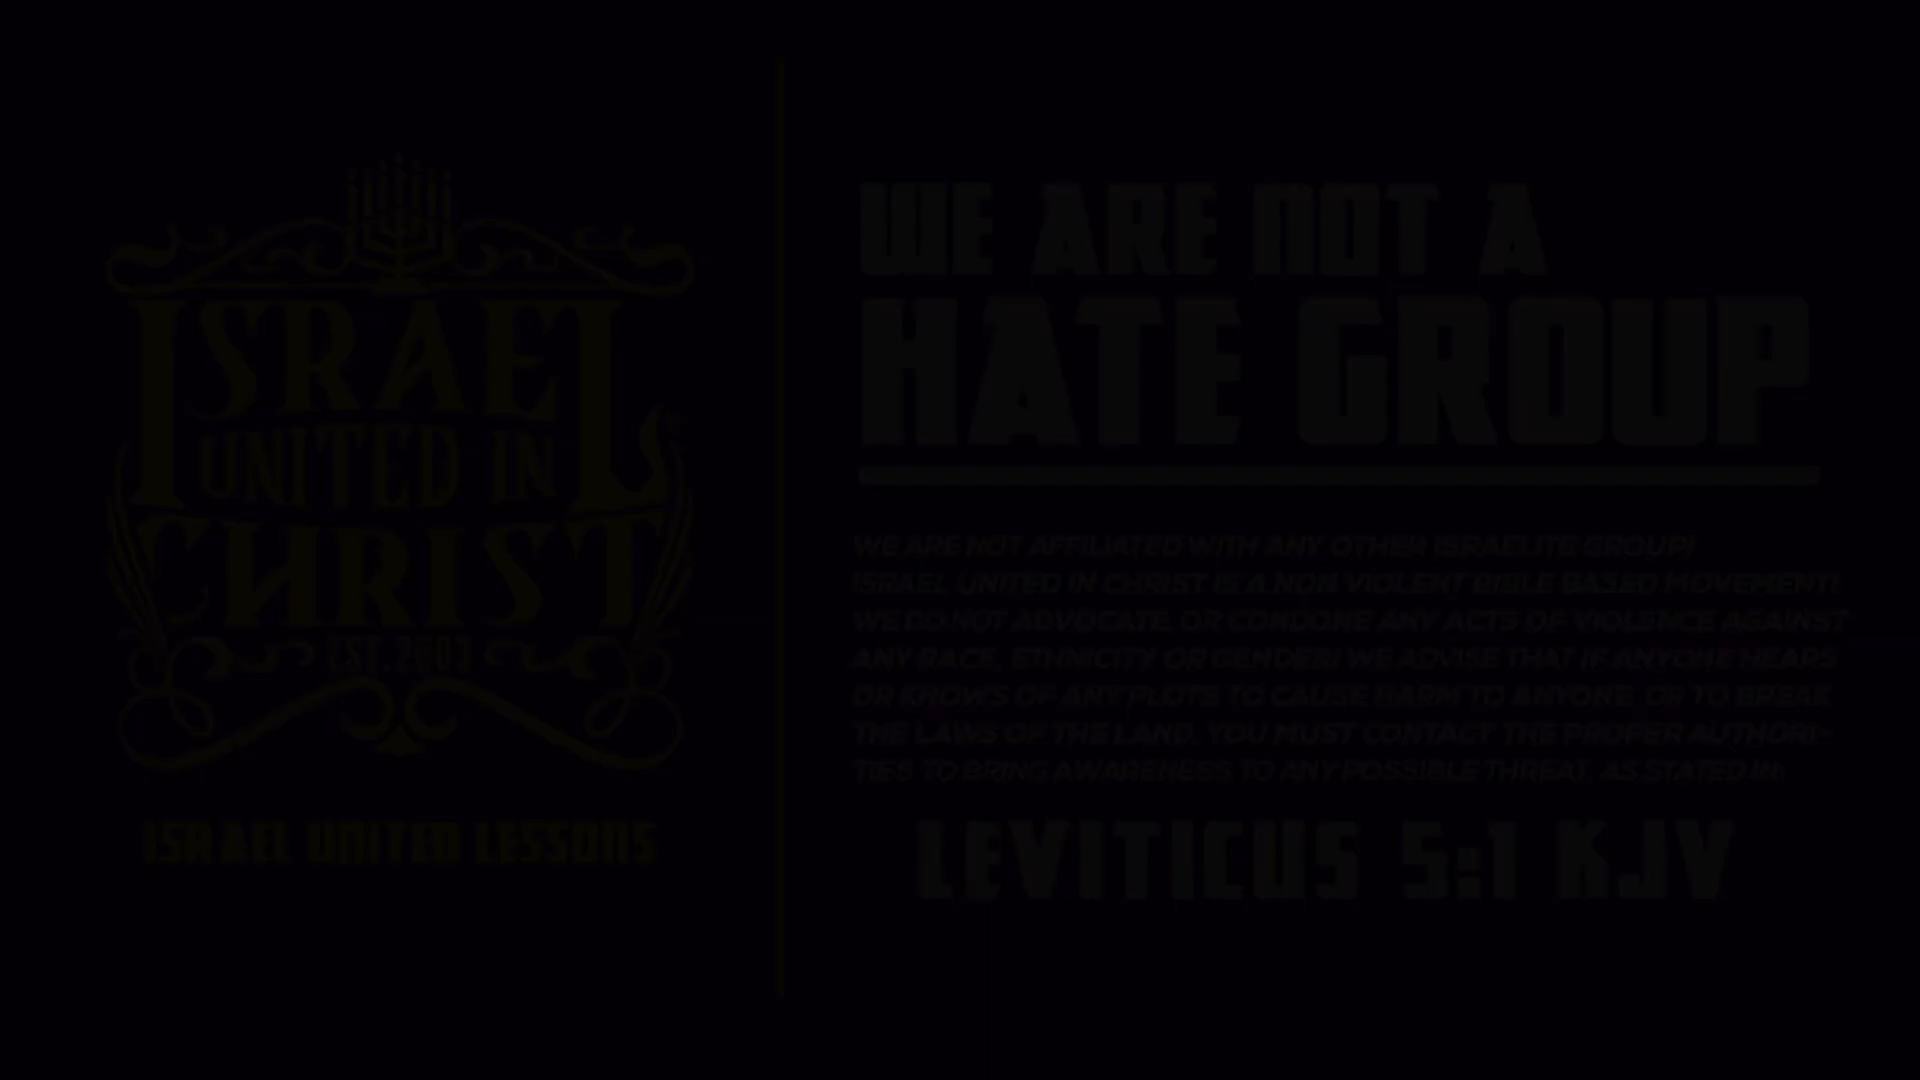 ISRAEL
UNITED IN
CHRIST
EST. 2003
ISRAEL UNITED LESSONS
WE ARE NOT A
HATE GROUP
WE ARE NOT AFFILIATED WITH ANY OTHER ISRAELITE GROUP!
ISRAEL UNITED IN CHRIST IS A NON VIOLENT BIBLE BASED MOVEMENT!
WE DO NOT ADVOCATE, OR CONDONE ANY ACTS OF VIOLENCE AGAINST
ANY RACE, ETHNICITY OR GENDER! WE ADVISE THAT IF ANYONE HEARS
OR KNOWS OF ANY PLOTS TO CAUSE HARM TO ANYONE, OR TO BREAK
THE LAWS OF THE LAND. YOU MUST CONTACT THE PROPER AUTHORI-
TIES TO BRING AWARENESS TO ANY POSSIBLE THREAT. AS STATED IN:
LEVITICUS 5:1 KJV